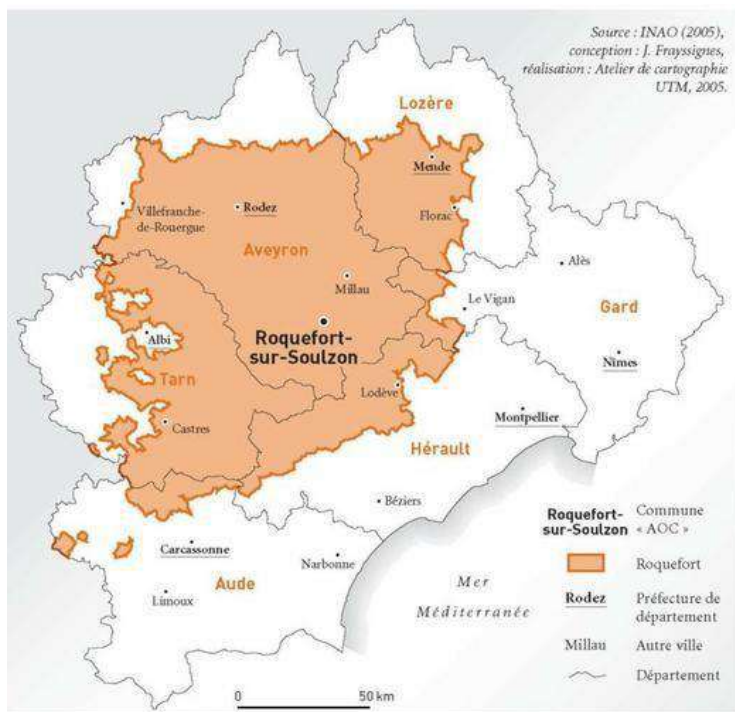 Source : INAO (2005),
conception : J. Frayssignes,
réalisation : Atelier de cartographie
UTM, 2005.
Lozère
Mende
Villefranche-
de-Rouergue
Rodez
Florac
Aveyron
Alès
Millau
Le Vigan
Gard
Roquefort-
sur-Soulzon
Albi
Nîmes
Tarn
Lodève
Castres
Montpellier
Hérault
Béziers
Carcassonne
Narbonne
Aude
Limoux
Mer
Méditerranée
Roquefort-
sur-Soulzon
Commune
« AOC »
Roquefort
Rodez
Préfecture de
département
Millau
Autre ville
Département
0
50 km